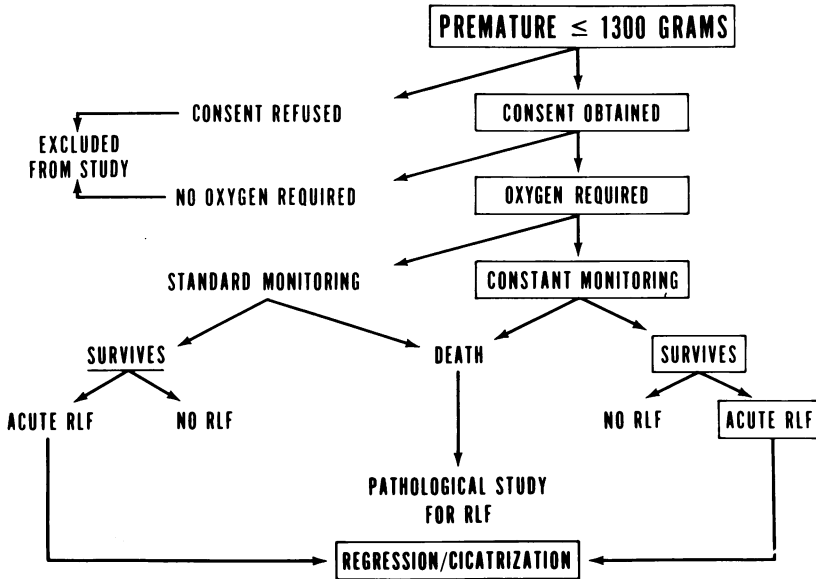 PREMATURE ≤ 1300 GRAMS
CONSENT REFUSED
CONSENT OBTAINED
EXCLUDED
FROM STUDY
NO OXYGEN REQUIRED
OXYGEN REQUIRED
STANDARD MONITORING
CONSTANT MONITORING
SURVIVES
DEATH
SURVIVES
ACUTE RLF
NO RLF
NO RLF
ACUTE RLF
PATHOLOGICAL STUDY
FOR RLF
REGRESSION/CICATRIZATION